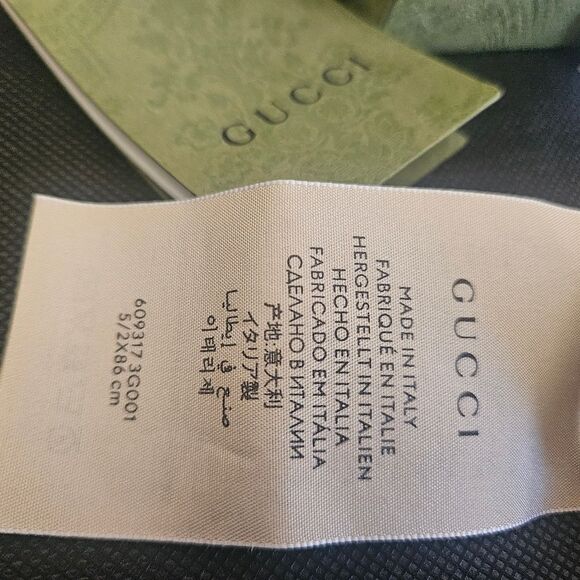 GUCCI
GUCCI
MADE IN ITALY
FABRIQUÉ EN ITALIE
HERGESTELLT IN ITALIEN
HECHO EN ITALIA
FABRICADO EM ITÁLIA
СДЕЛАНО В ИТАЛИИ
产地:意大利
イタリア製
صنع في إيطاليا
이태리제
609317 3G001
5/2X86 cm